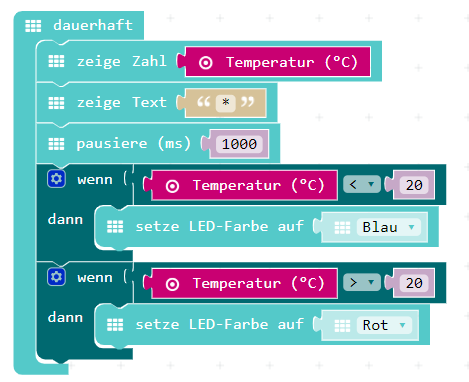 dauerhaft
zeige Zahl ( Temperatur (°C)
zeige Text ( “ * ”
pausiere (ms) ( 1000
wenn ( ( Temperatur (°C) < ▾ ( 20
dann setze LED-Farbe auf ( Blau ▾
wenn ( ( Temperatur (°C) > ▾ ( 20
dann setze LED-Farbe auf ( Rot ▾